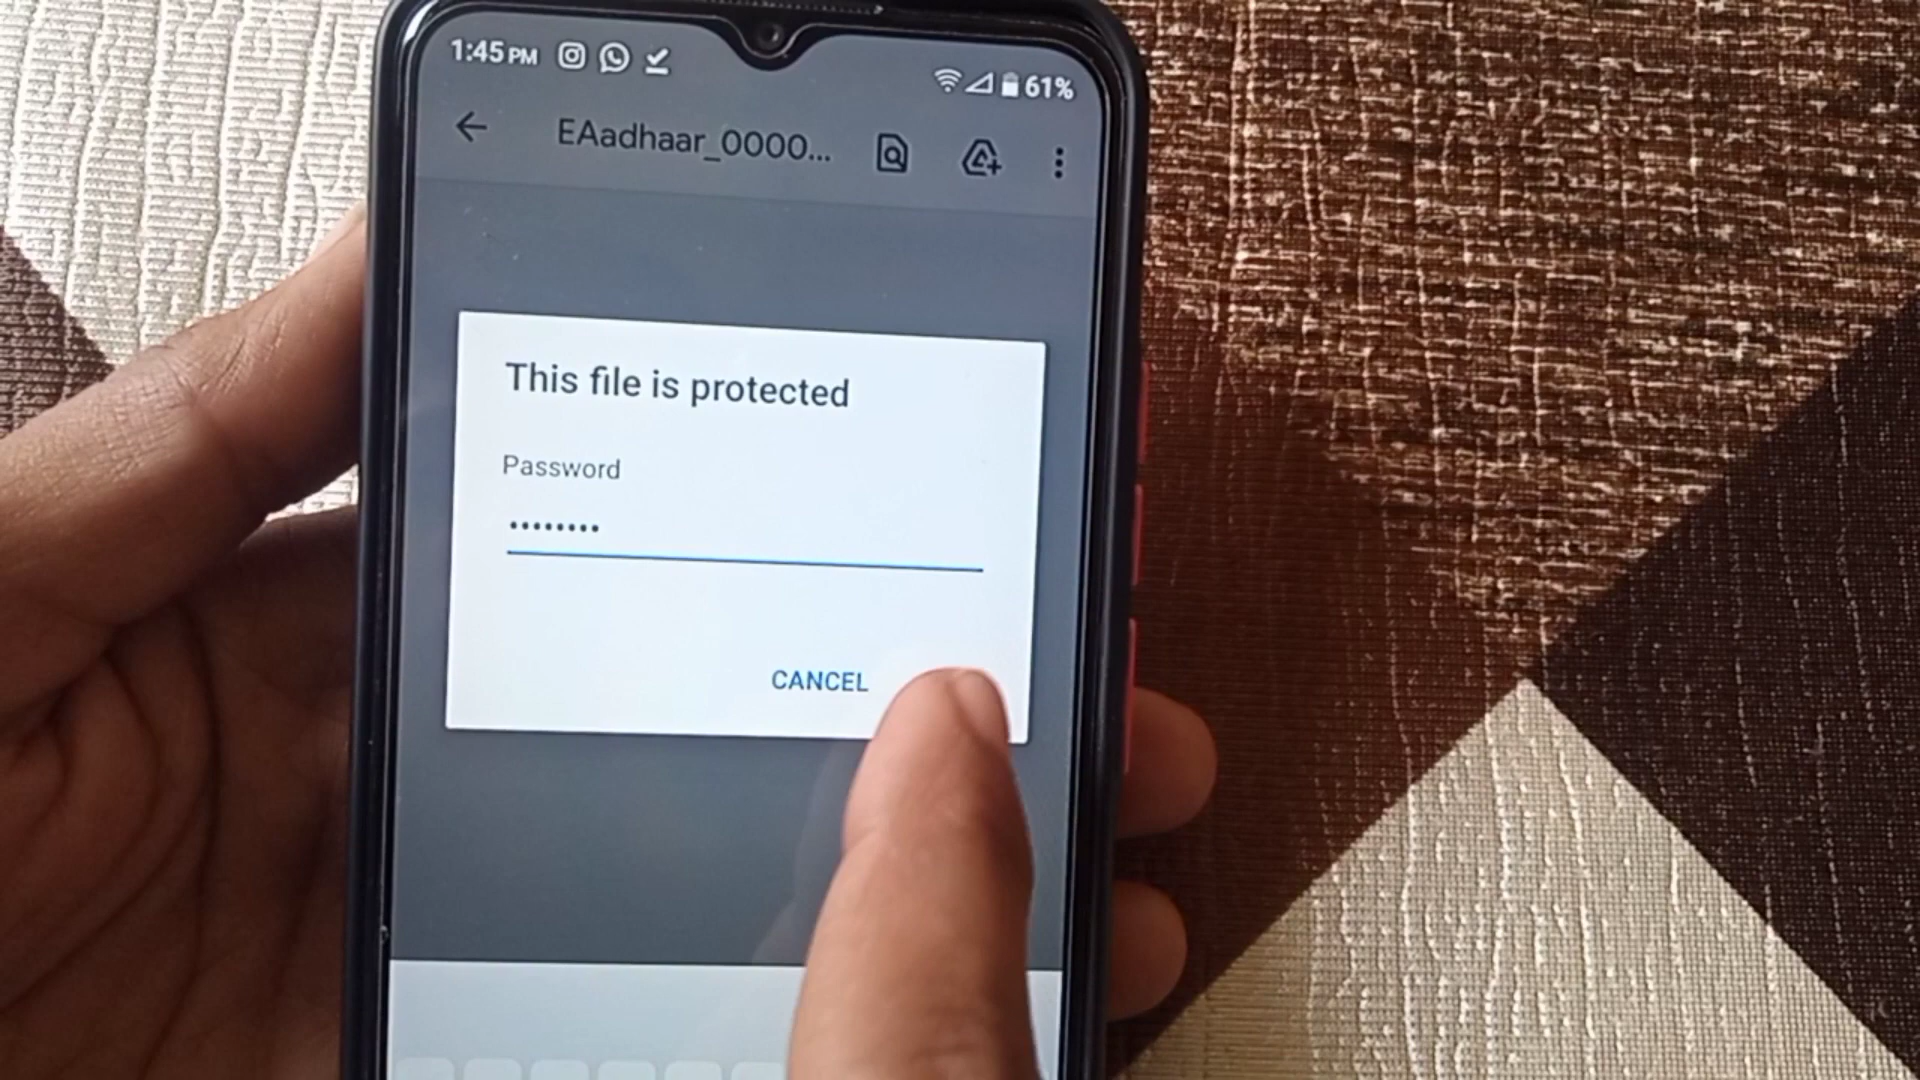 1:45 PM
61%
EAadhaar_0000...
This file is protected
Password
••••••••
CANCEL